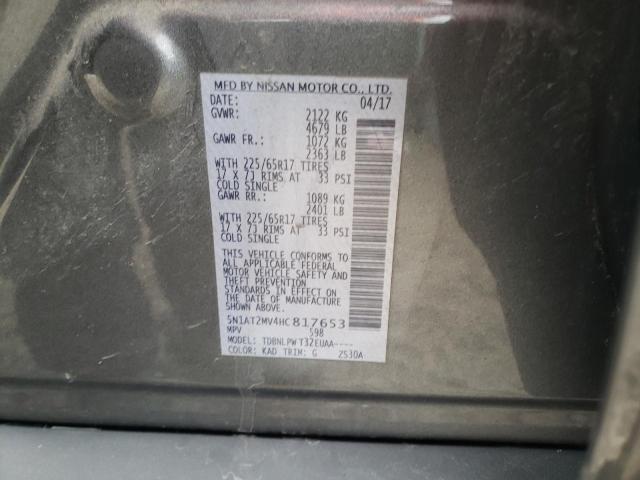 MFD BY NISSAN MOTOR CO., LTD.
DATE: 04/17
GVWR: 2122 KG
4679 LB
GAWR FR.: 1072 KG
2363 LB
WITH 225/65R17 TIRES
17 X 7J RIMS AT 33 PSI
COLD SINGLE
GAWR RR.: 1089 KG
2401 LB
WITH 225/65R17 TIRES
17 X 7J RIMS AT 33 PSI
COLD SINGLE
THIS VEHICLE CONFORMS TO
ALL APPLICABLE FEDERAL
MOTOR VEHICLE SAFETY AND
THEFT PREVENTION
STANDARDS IN EFFECT ON
THE DATE OF MANUFACTURE
SHOWN ABOVE.
5N1AT2MV4HC817653
MPV 598
MODEL: TDBNLPW T32EUAA----
COLOR: KAD TRIM: G 2530A